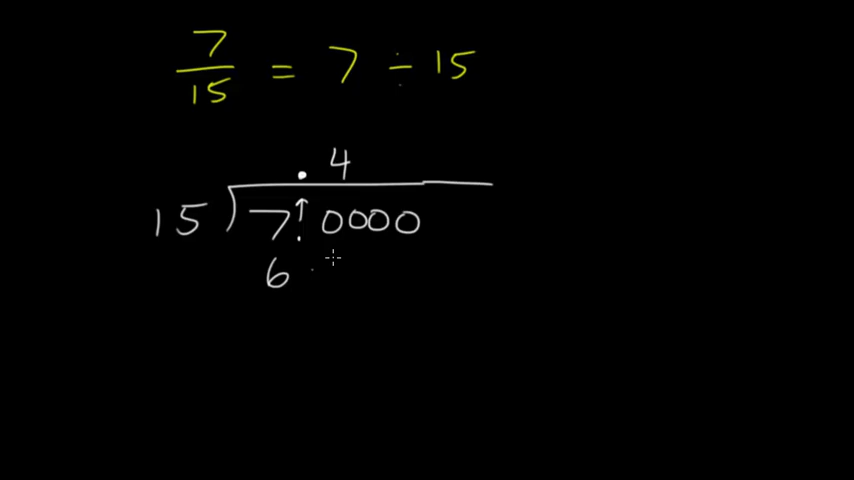 7/15 = 7 ÷ 15
.4
15)7.0000
6